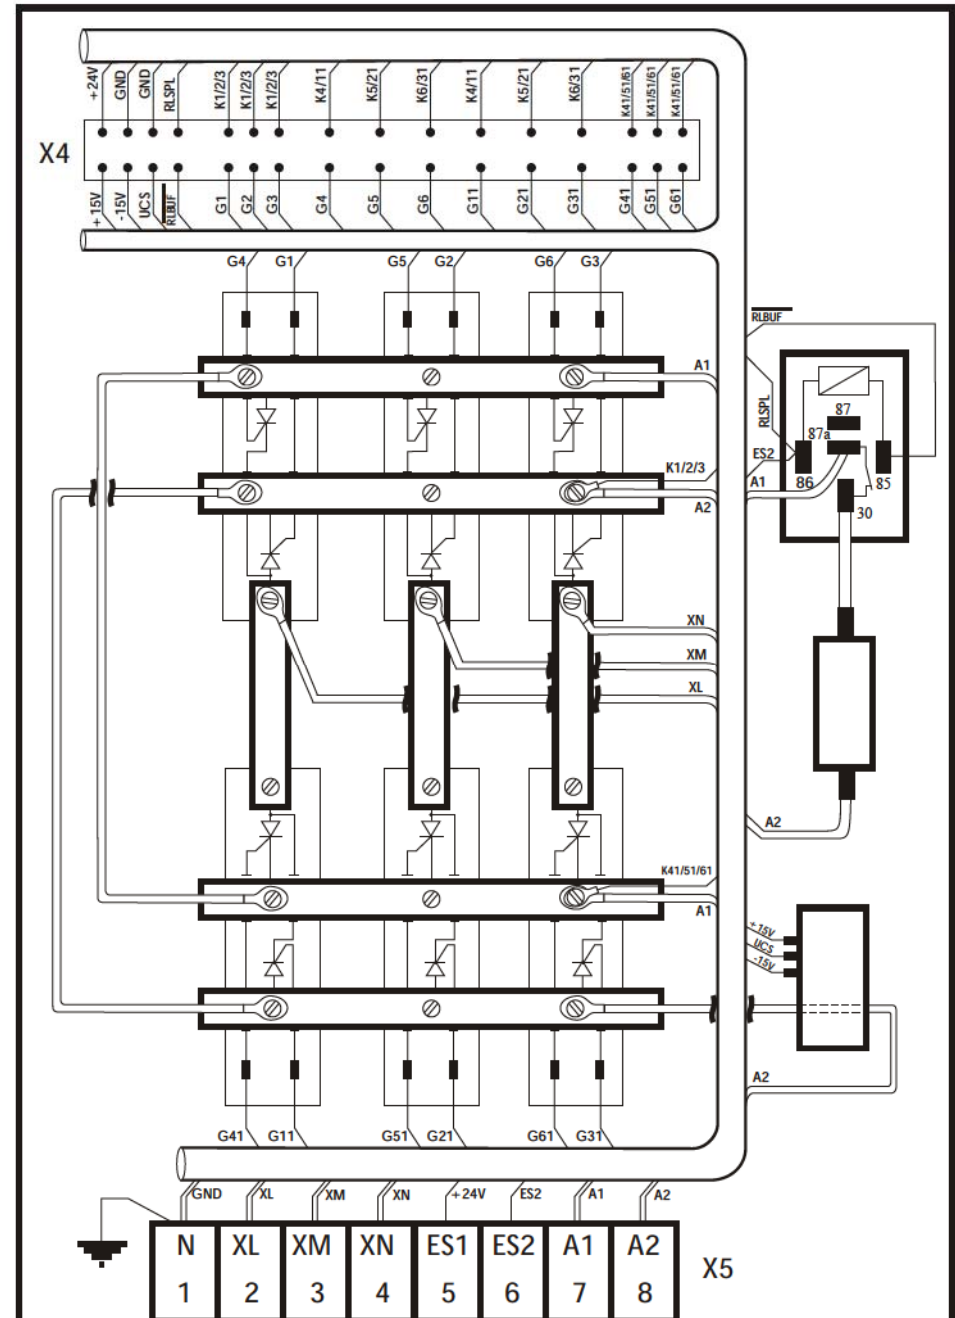 +24V GND GND RLSPL K1/2/3 K1/2/3 K1/2/3 K4/11 K5/21 K6/31 K4/11 K5/21 K6/31 K41/51/61 K41/51/61 K41/51/61
X4
+15V -15V UCS RLBUF G1 G2 G3 G4 G5 G6 G11 G21 G31 G41 G51 G61
G4 G1 G5 G2 G6 G3
RLBUF
A1
RLSPL
87
87a
ES2
K1/2/3
A1
86
85
A2
30
XN
XM
XL
A2
K41/51/61
A1
+15V
UCS
-15V
A2
G41 G11 G51 G21 G61 G31
GND XL XM XN +24V ES2 A1 A2
N XL XM XN ES1 ES2 A1 A2
X5
1 2 3 4 5 6 7 8